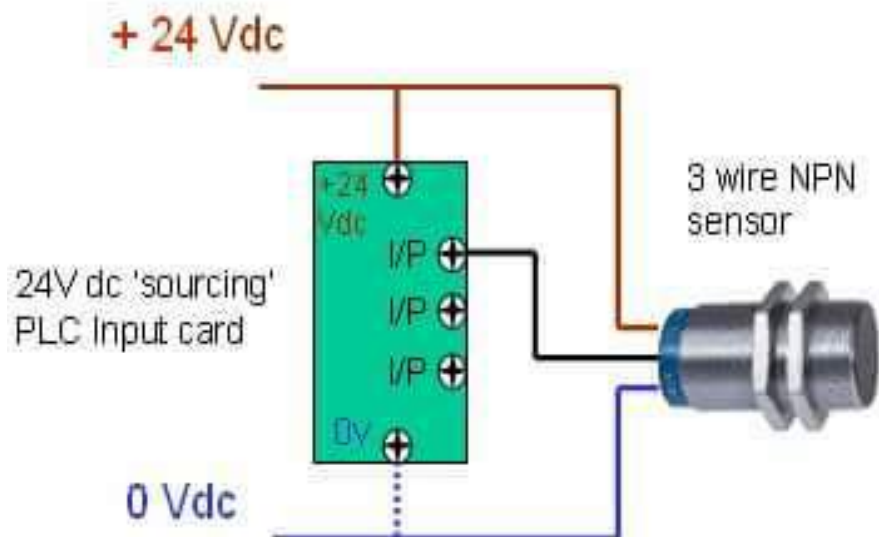 + 24 Vdc
3 wire NPN
sensor
+24
Vdc
I/P
24V dc 'sourcing'
PLC Input card
I/P
I/P
0V
0 Vdc